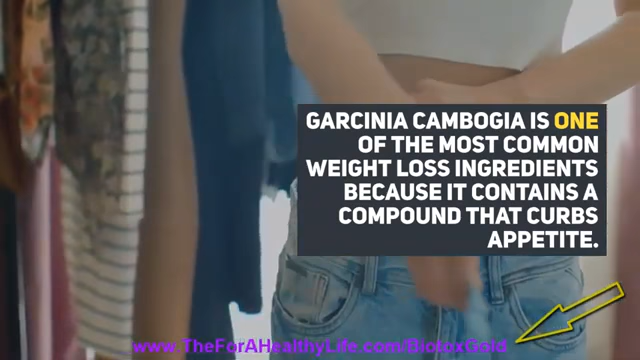 GARCINIA CAMBOGIA IS ONE
OF THE MOST COMMON
WEIGHT LOSS INGREDIENTS
BECAUSE IT CONTAINS A
COMPOUND THAT CURBS
APPETITE.
www.TheForAHealthyLife.com/BiotoxGold